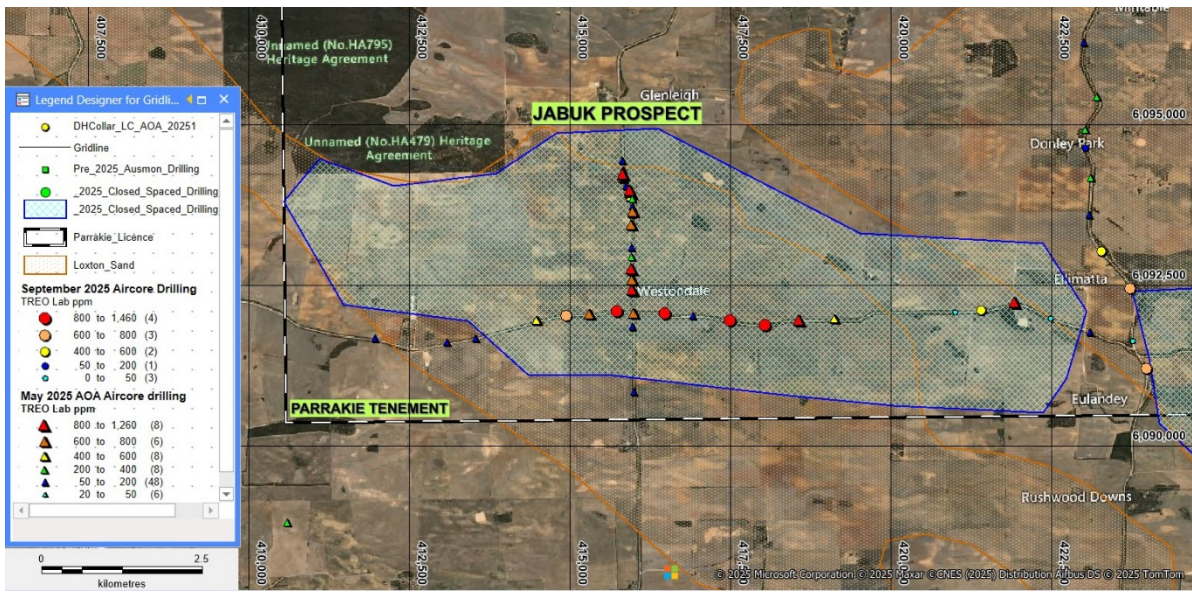 407,500
410,000
412,500
415,000
417,500
420,000
422,500
Unnamed (No.HA795)
Heritage Agreement
Glenleigh
JABUK PROSPECT
6,095,000
Unnamed (No.HA479) Heritage
Agreement
Donley Park
6,092,500
Westondale
PARRAKIE TENEMENT
Eulandey
6,090,000
Rushwood Downs
Legend Designer for Gridli...
DHCollar_LC_AOA_20251
Gridline
Pre_2025_Ausmon_Drilling
_2025_Closed_Spaced_Drilling
_2025_Closed_Spaced_Drilling
Parrakie_Licence
Loxton_Sand
September 2025 Aircore Drilling
TREO Lab ppm
800 to 1,460 (4)
600 to 800 (3)
400 to 600 (2)
50 to 200 (1)
0 to 50 (3)
May 2025 AOA Aircore drilling
TREO Lab ppm
800 to 1,260 (8)
600 to 800 (6)
400 to 600 (8)
200 to 400 (8)
50 to 200 (48)
20 to 50 (6)
0 2.5
kilometres
410,000
412,500
415,000
417,500
420,000
422,500
© 2025 Microsoft Corporation © 2025 Maxar ©CNES (2025) Distribution Airbus DS © 2025 TomTom